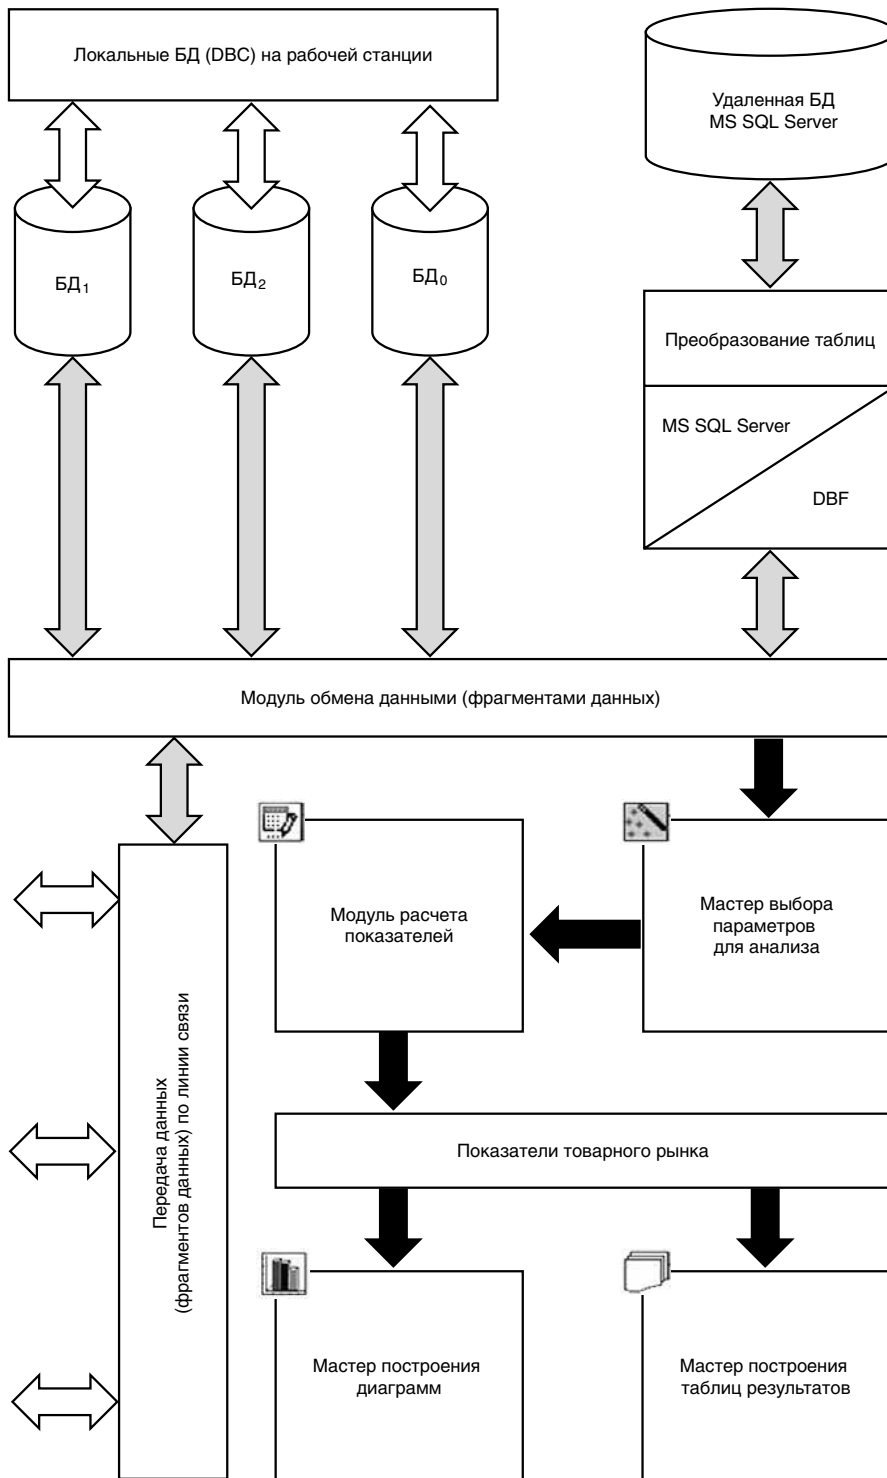 Локальные БД (DBC) на рабочей станции
Удаленная БД
MS SQL Server
БД₁
БД₂
БД₀
Преобразование таблиц
MS SQL Server
DBF
Модуль обмена данными (фрагментами данных)
Модуль расчета
показателей
Мастер выбора
параметров
для анализа
Передача данных
(фрагментов данных) по линии связи
Показатели товарного рынка
Мастер построения
диаграмм
Мастер построения
таблиц результатов